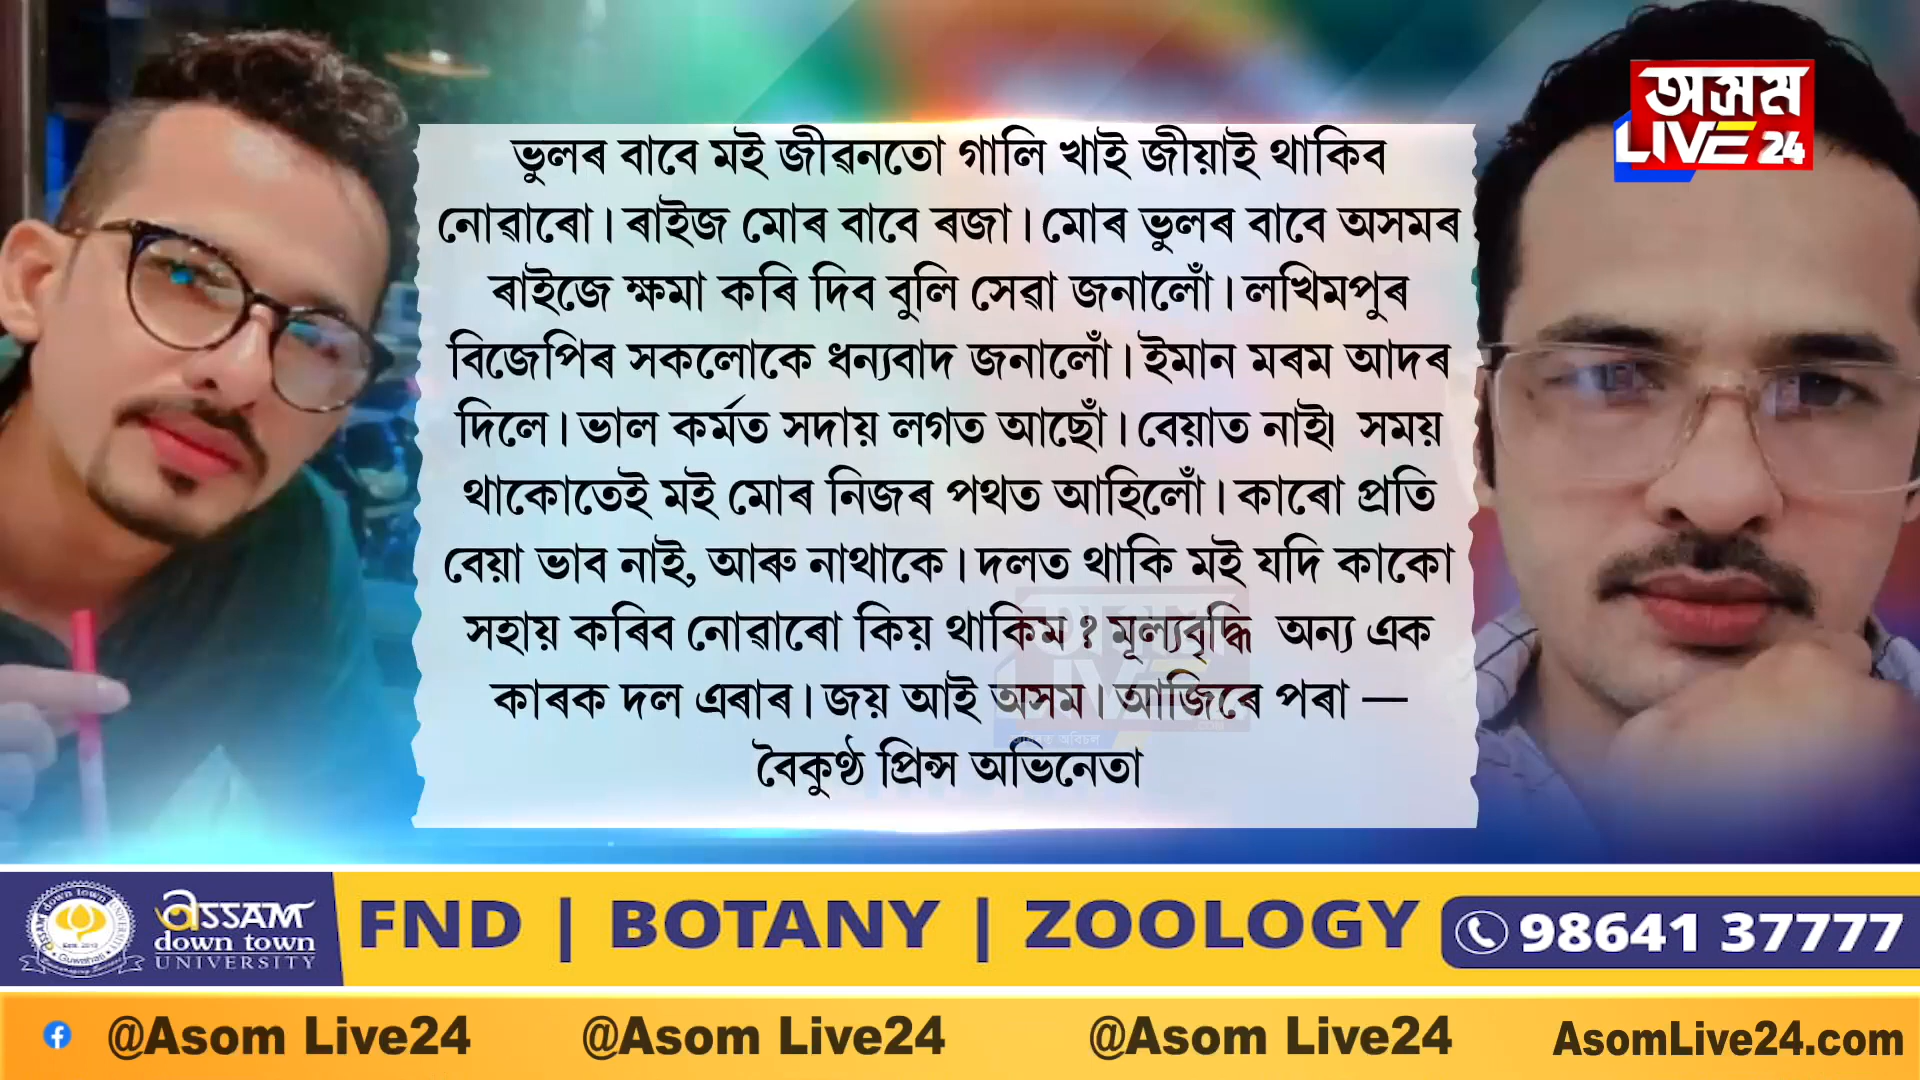 অসম
LIVE 24
ভুলৰ বাবে মই জীৱনতো গালি খাই জীয়াই থাকিব
নোৱাৰো। ৰাইজ মোৰ বাবে ৰজা। মোৰ ভুলৰ বাবে অসমৰ
ৰাইজে ক্ষমা কৰি দিব বুলি সেৱা জনালোঁ। লখিমপুৰ
বিজেপিৰ সকলোকে ধন্যবাদ জনালোঁ। ইমান মৰম আদৰ
দিলে। ভাল কৰ্মত সদায় লগত আছোঁ। বেয়াত নাই৷ সময়
থাকোতেই মই মোৰ নিজৰ পথত আহিলোঁ। কাৰো প্ৰতি
বেয়া ভাব নাই, আৰু নাথাকে। দলত থাকি মই যদি কাকো
সহায় কৰিব নোৱাৰো কিয় থাকিম ? মূল্যবৃদ্ধি অন্য এক
কাৰক দল এৰাৰ। জয় আই অসম। আজিৰে পৰা —
বৈকুণ্ঠ প্ৰিন্স অভিনেতা
অসম
LIVE
ASSAM
down town
UNIVERSITY
FND | BOTANY | ZOOLOGY
98641 37777
@Asom Live24 @Asom Live24 @Asom Live24 AsomLive24.com